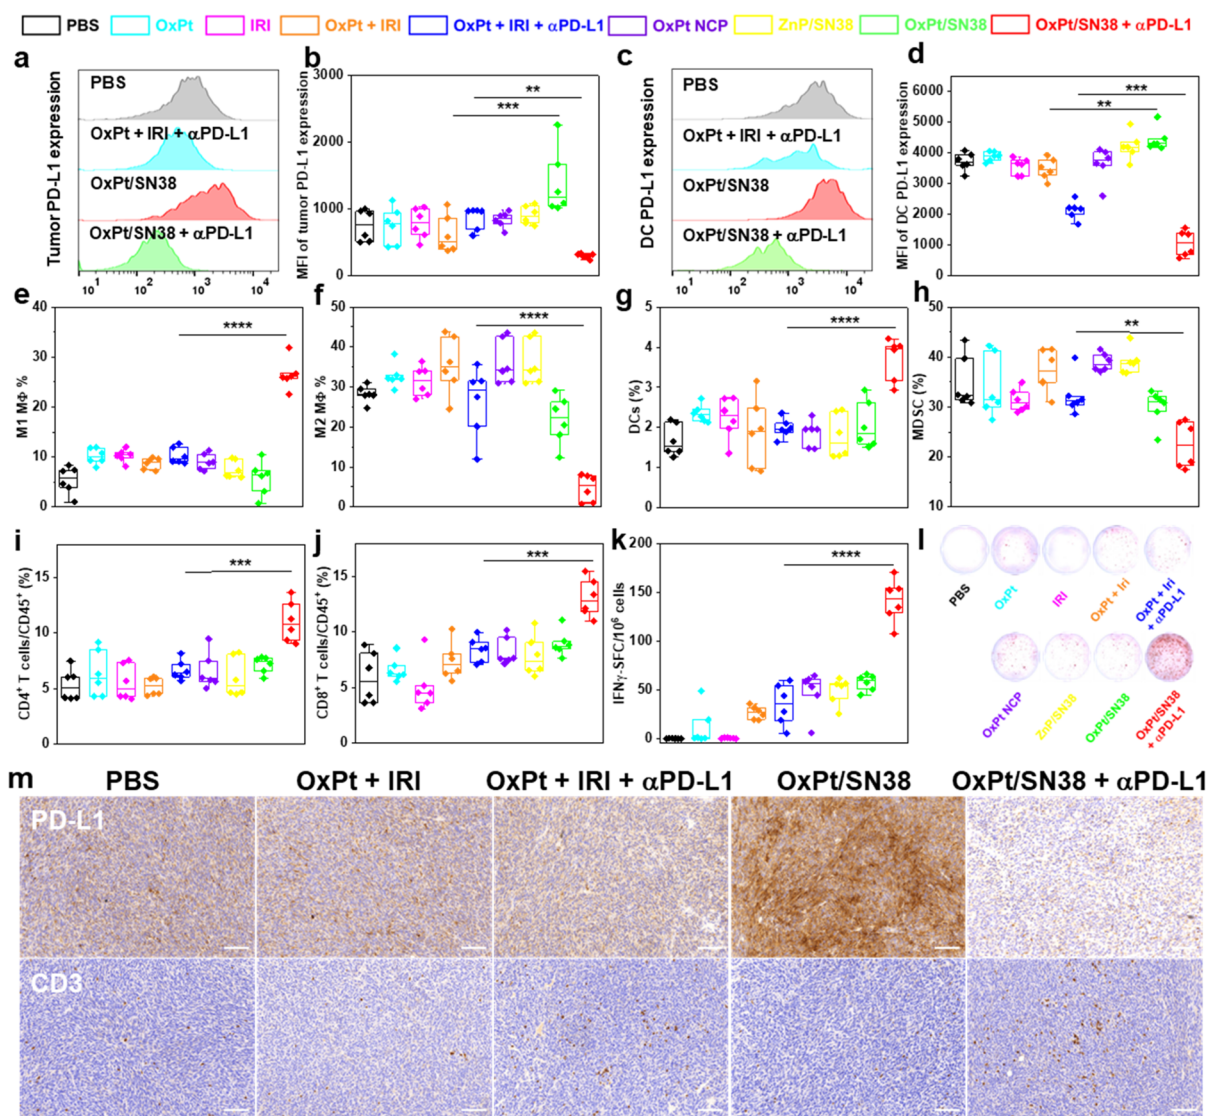 PBS OxPt IRI OxPt + IRI OxPt + IRI + αPD-L1 OxPt NCP ZnP/SN38 OxPt/SN38 OxPt/SN38 + αPD-L1
a
Tumor PD-L1 expression
PBS
OxPt + IRI + αPD-L1
OxPt/SN38
OxPt/SN38 + αPD-L1
10¹ 10² 10³ 10⁴
b
MFI of tumor PD-L1 expression
3000
2000
1000
0
**
***
c
DC PD-L1 expression
PBS
OxPt + IRI + αPD-L1
OxPt/SN38
OxPt/SN38 + αPD-L1
10¹ 10² 10³ 10⁴
d
MFI of DC PD-L1 expression
6000
5000
4000
3000
2000
1000
0
***
**
e
M1 MΦ %
40
30
20
10
0
****
f
M2 MΦ %
50
40
30
20
10
0
****
g
DCs (%)
5
4
3
2
1
0
****
h
MDSC (%)
50
40
30
20
10
**
i
CD4⁺ T cells/CD45⁺ (%)
15
10
5
0
***
j
CD8⁺ T cells/CD45⁺ (%)
15
10
5
0
***
k
IFNγ-SFC/10⁶ cells
200
150
100
50
0
****
l
PBS
OxPt
IRI
OxPt + Iri
OxPt + Iri
+ αPD-L1
OxPt NCP
ZnP/SN38
OxPt/SN38
OxPt/SN38
+ αPD-L1
m
PBS OxPt + IRI OxPt + IRI + αPD-L1 OxPt/SN38 OxPt/SN38 + αPD-L1
PD-L1
CD3